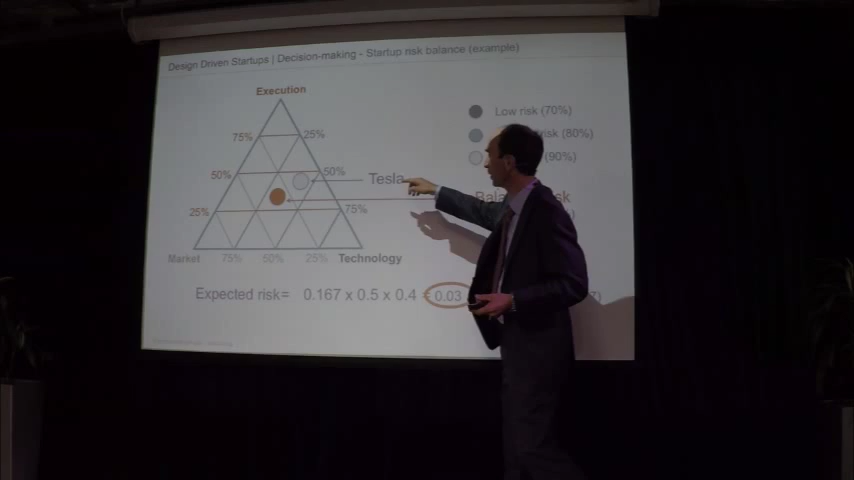 Design Driven Startups | Decision-making - Startup risk balance (example)
Execution
Low risk (70%)
75%
25%
risk (80%)
50%
50%
(90%)
Tesla
25%
75%
Market
75%
50%
25%
Technology
Expected risk= 0.167 x 0.5 x 0.4 = 0.03